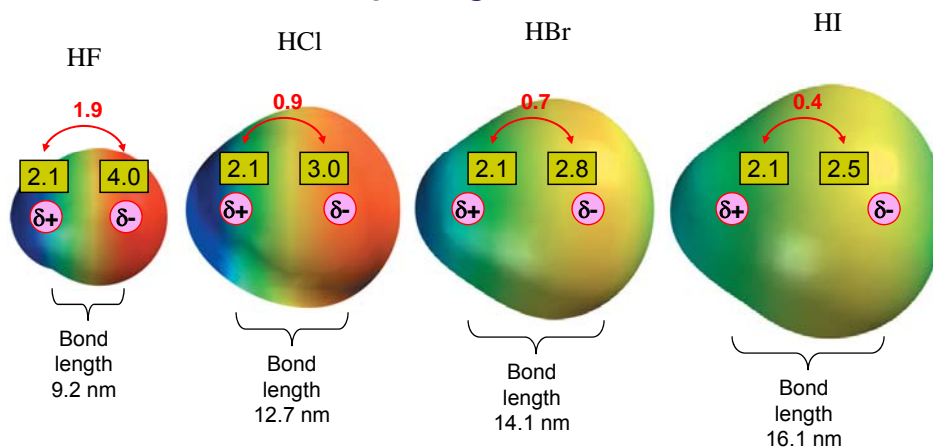 HF
HCl
HBr
HI
1.9
0.9
0.7
0.4
2.1 4.0
2.1 3.0
2.1 2.8
2.1 2.5
δ+ δ-
δ+ δ-
δ+ δ-
δ+ δ-
Bond
length
9.2 nm
Bond
length
12.7 nm
Bond
length
14.1 nm
Bond
length
16.1 nm